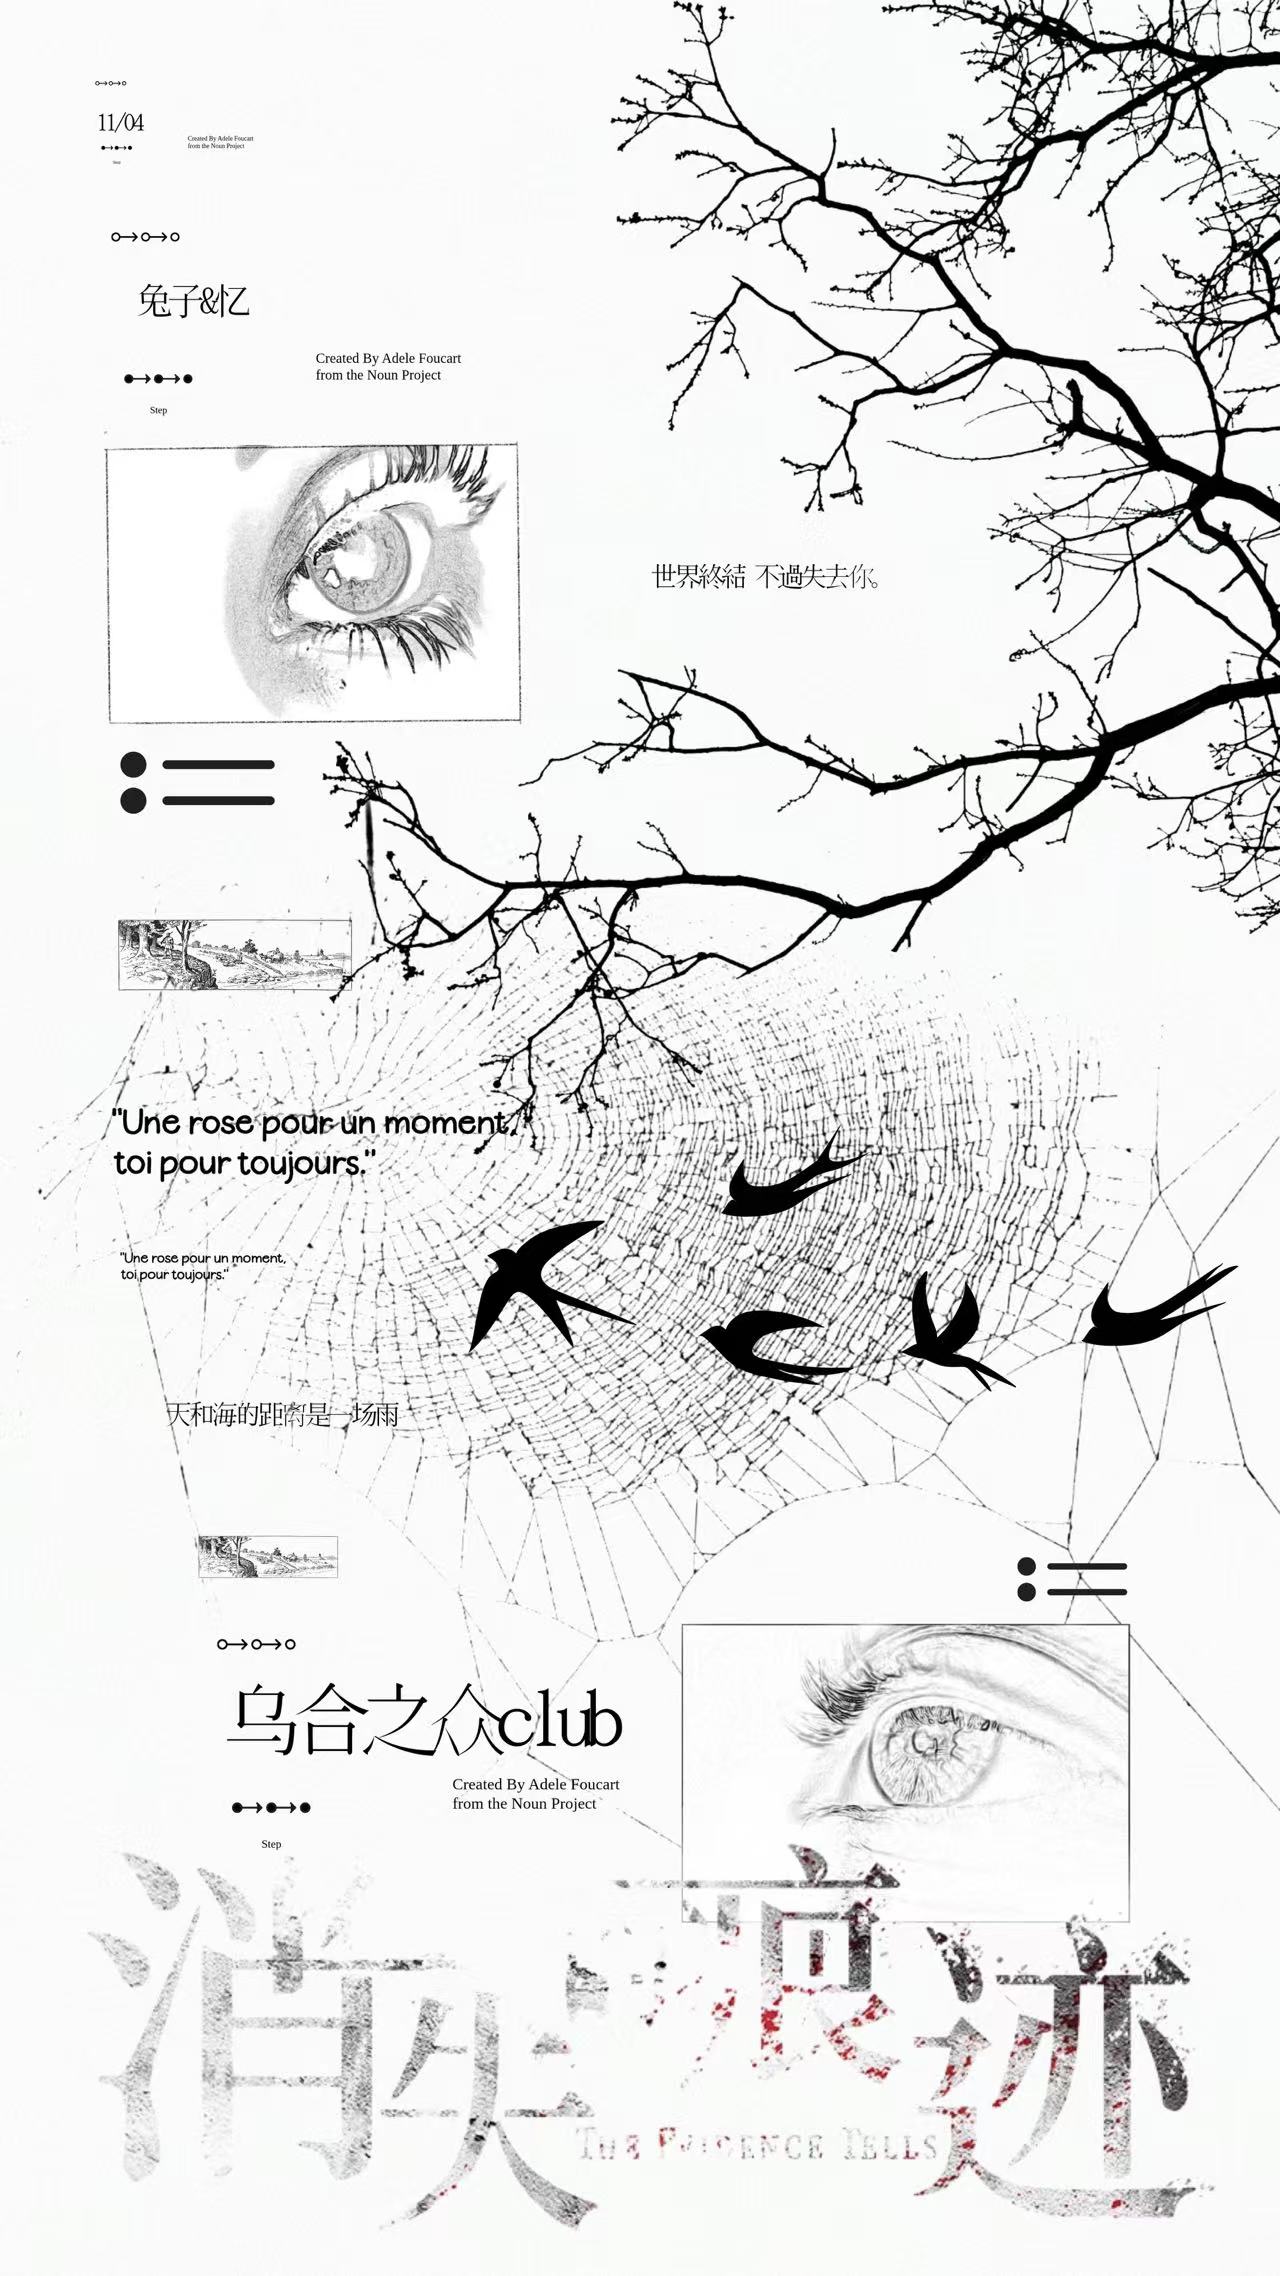 11/04
Created By Adele Foucart
from the Noun Project
Step
兔子&忆
Created By Adele Foucart
from the Noun Project
Step
世界終結 不過失去你。
"Une rose pour un moment,
toi pour toujours."
"Une rose pour un moment,
toi pour toujours."
天和海的距离是一场雨
乌合之众club
Created By Adele Foucart
from the Noun Project
Step
消失的痕迹
THE EVIDENCE TELLS